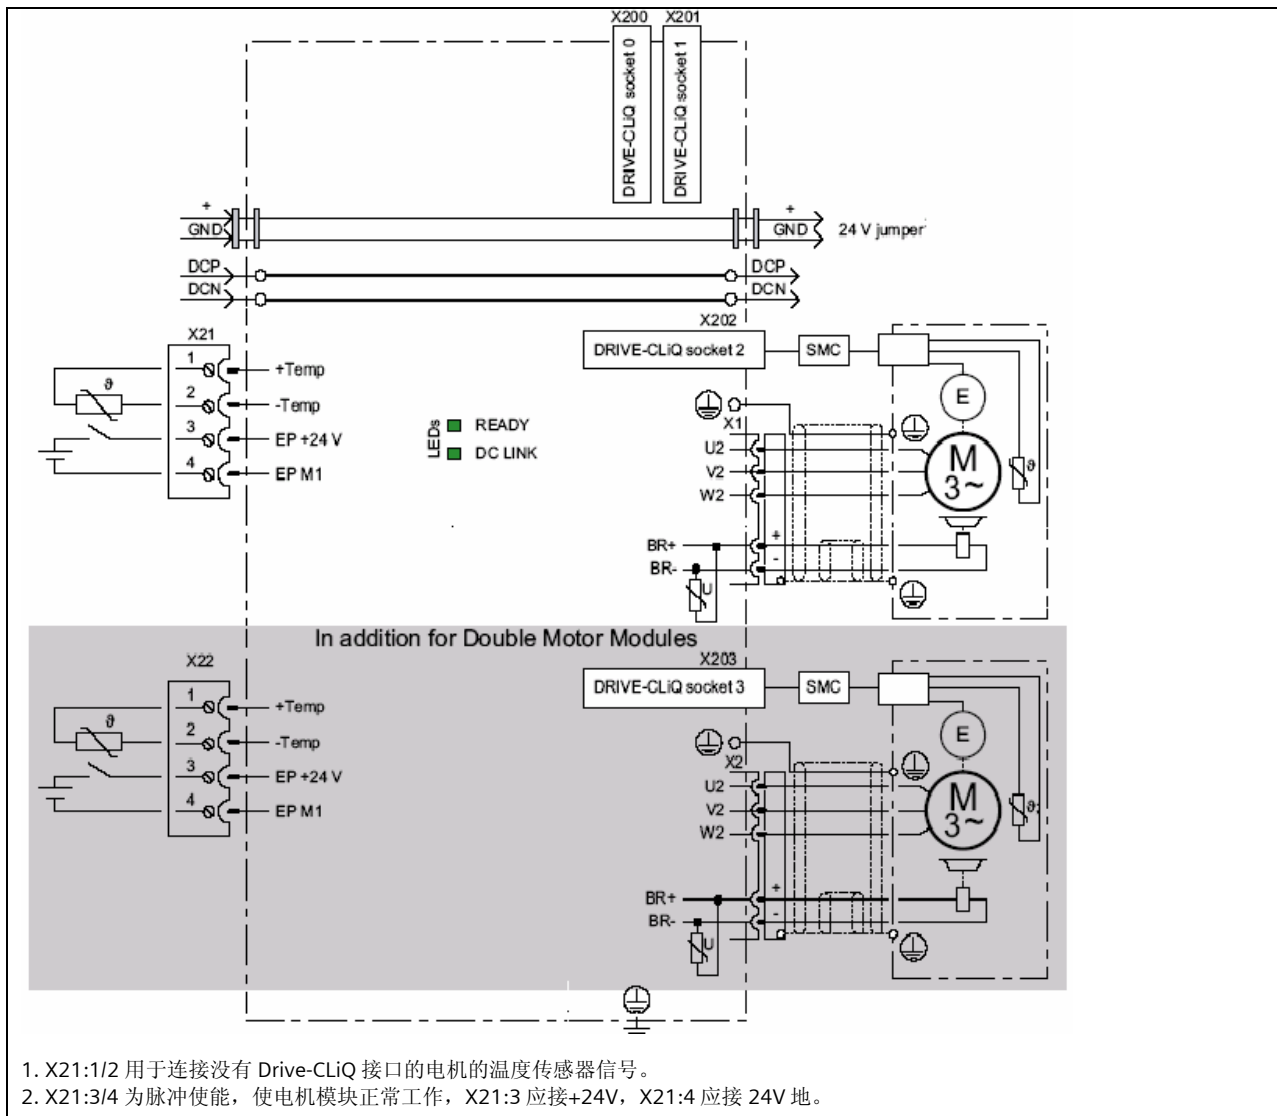 X200 X201
DRIVE-CLiQ socket 0
DRIVE-CLiQ socket 1
+ +
GND GND 24 V jumper
DCP DCP
DCN DCN
X21 X202
DRIVE-CLiQ socket 2 SMC
1 +Temp
ϑ
2 -Temp
3 EP +24 V
4 EP M1
LEDs
READY
DC LINK
E
X1
U2
V2
W2
M
3~
ϑ
BR+ +
BR- -
U
In addition for Double Motor Modules
X22 X203
DRIVE-CLiQ socket 3 SMC
1 +Temp
ϑ
2 -Temp
3 EP +24 V
4 EP M1
E
X2
U2
V2
W2
M
3~
ϑ
BR+ +
BR- -
U
1. X21:1/2 用于连接没有 Drive-CLiQ 接口的电机的温度传感器信号。
2. X21:3/4 为脉冲使能，使电机模块正常工作，X21:3 应接+24V，X21:4 应接 24V 地。